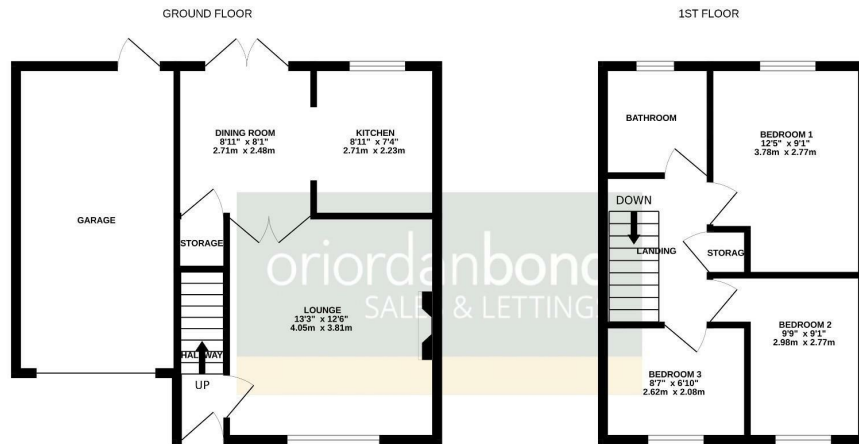 GROUND FLOOR
1ST FLOOR
DINING ROOM
8'11" x 8'1"
2.71m x 2.48m
KITCHEN
8'11" x 7'4"
2.71m x 2.23m
GARAGE
STORAGE
LOUNGE
13'3" x 12'6"
4.05m x 3.81m
HALLWAY
UP
oriordanbond
SALES & LETTINGS
BATHROOM
BEDROOM 1
12'5" x 9'1"
3.78m x 2.77m
DOWN
LANDING
STORAG
BEDROOM 2
9'9" x 9'1"
2.98m x 2.77m
BEDROOM 3
8'7" x 6'10"
2.62m x 2.08m